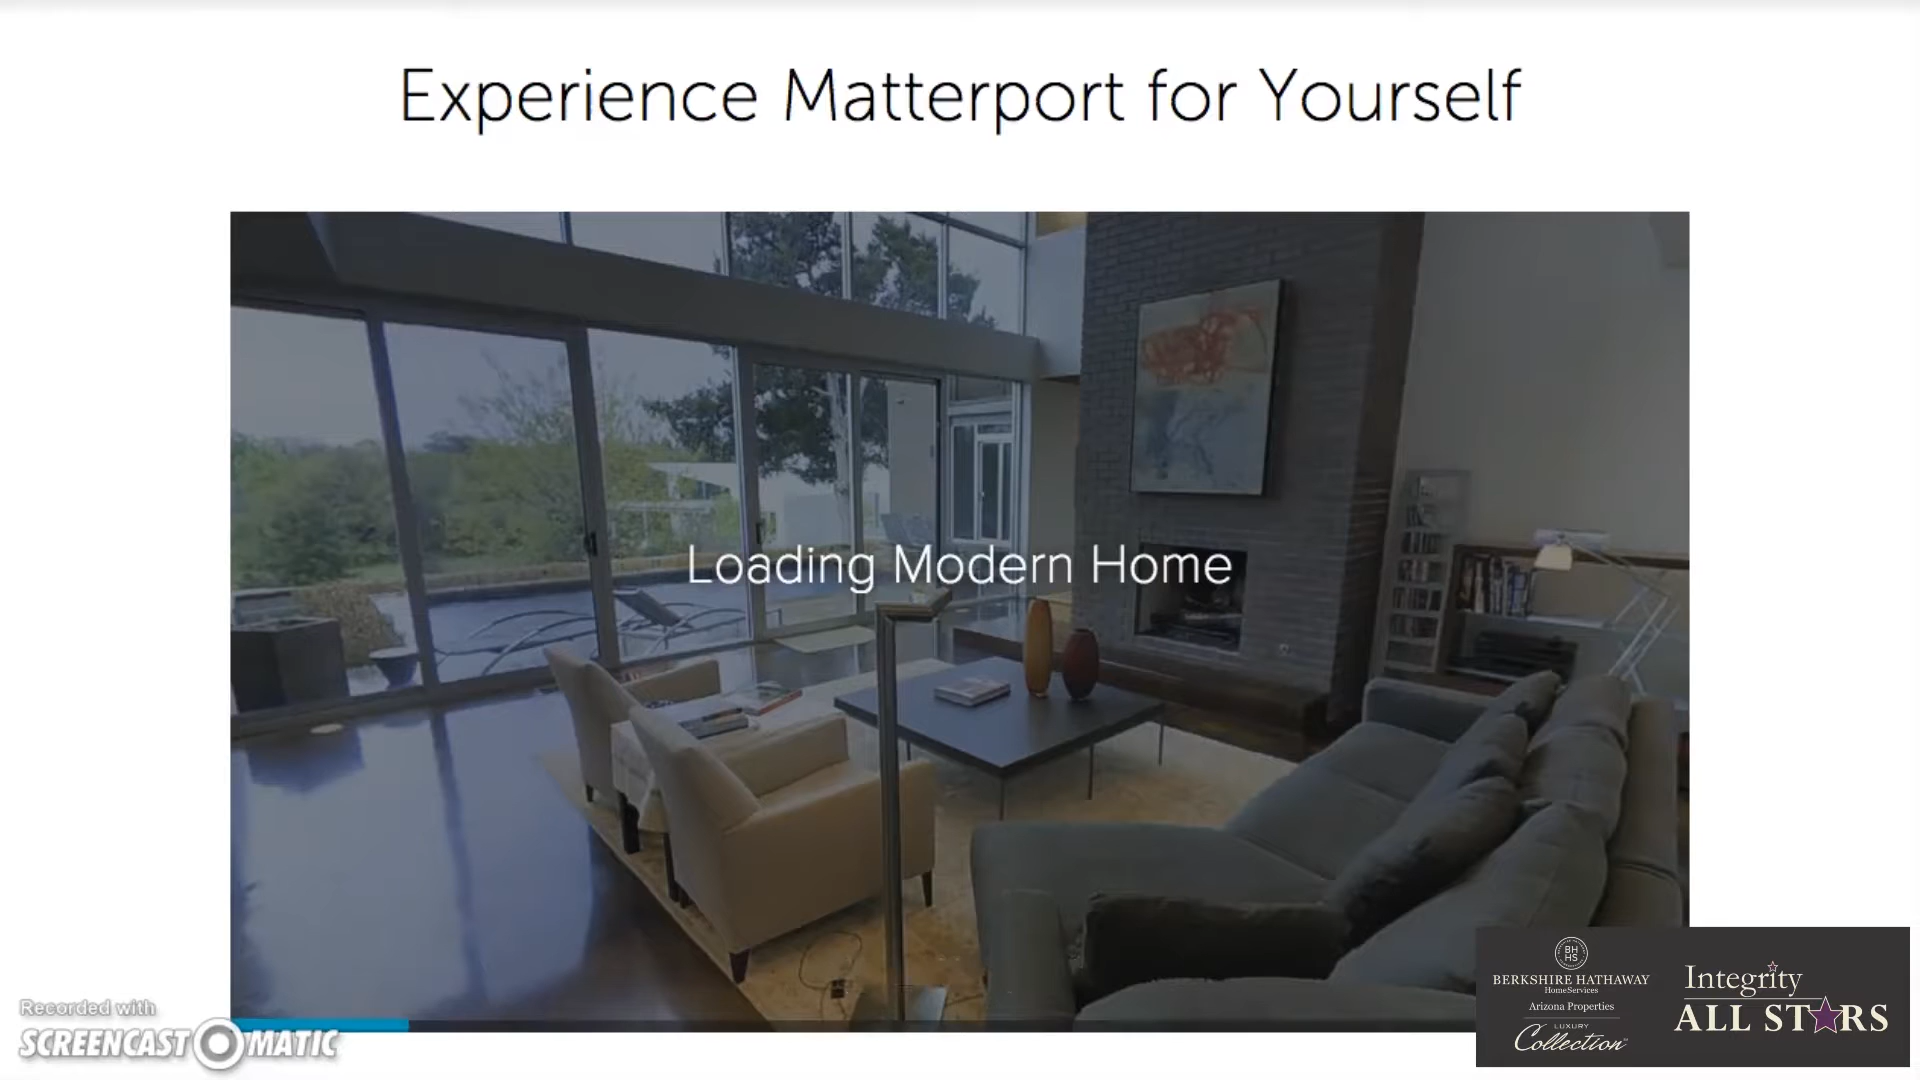 Experience Matterport for Yourself
Loading Modern Home
Recorded with
SCREENCAST MATIC
BH
HS
BERKSHIRE HATHAWAY
HomeServices
Arizona Properties
LUXURY
Collection
Integrity
ALL STARS